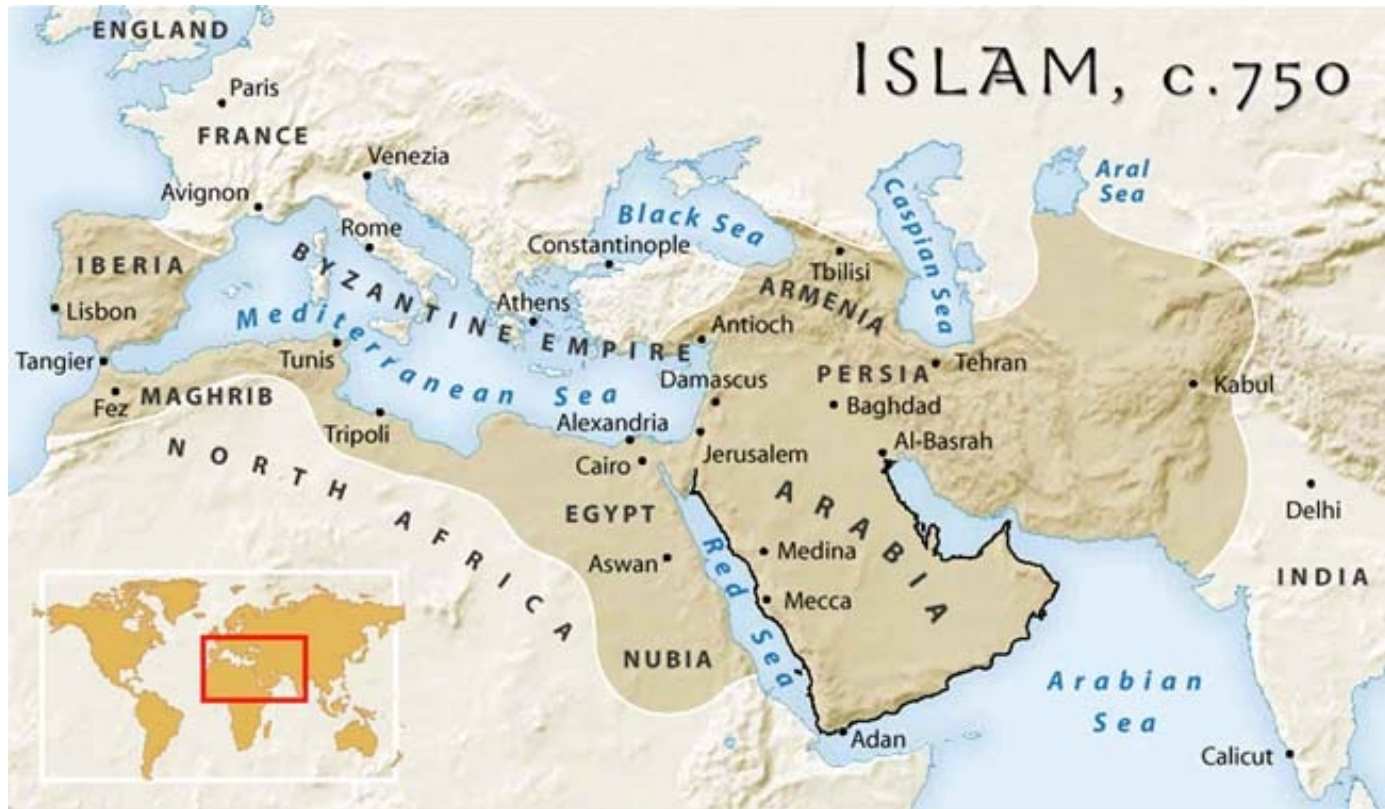 ISLAM, c.750
ENGLAND
Paris
FRANCE
Venezia
Avignon
Rome
Black Sea
Caspian Sea
Aral Sea
Constantinople
IBERIA
BYZANTINE EMPIRE
Tbilisi
ARMENIA
Lisbon
Athens
Mediterranean Sea
Antioch
Tangier
Tunis
Tehran
PERSIA
Damascus
Kabul
Fez
MAGHRIB
Baghdad
Tripoli
Alexandria
Al-Basrah
Jerusalem
Cairo
NORTH AFRICA
ARABIA
Delhi
EGYPT
Red Sea
Medina
Aswan
INDIA
Mecca
NUBIA
Arabian Sea
Adan
Calicut